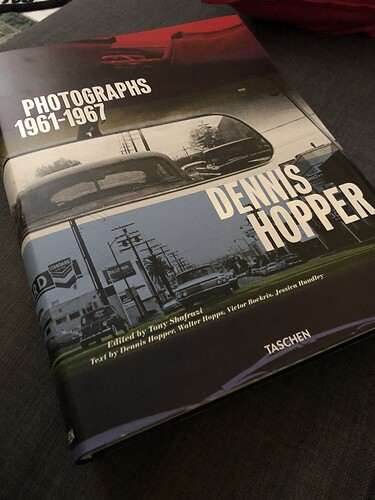 PHOTOGRAPHS
1961-1967
DENNIS
HOPPER
STANDARD
Edited by Tony Shafrazi
Text by Dennis Hopper, Walter Hopps, Victor Bockris, Jessica Hundley
TASCHEN